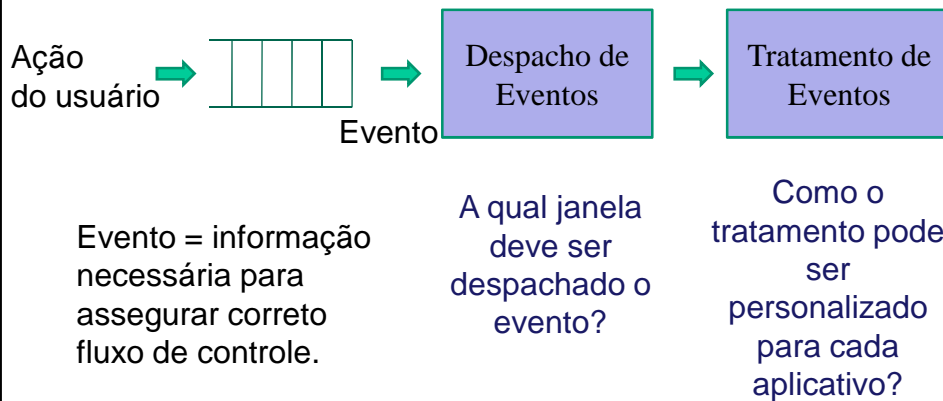 Ação
do usuário
Evento
Despacho de
Eventos
Tratamento de
Eventos
Evento = informação
necessária para
assegurar correto
fluxo de controle.
A qual janela
deve ser
despachado o
evento?
Como o
tratamento pode
ser
personalizado
para cada
aplicativo?